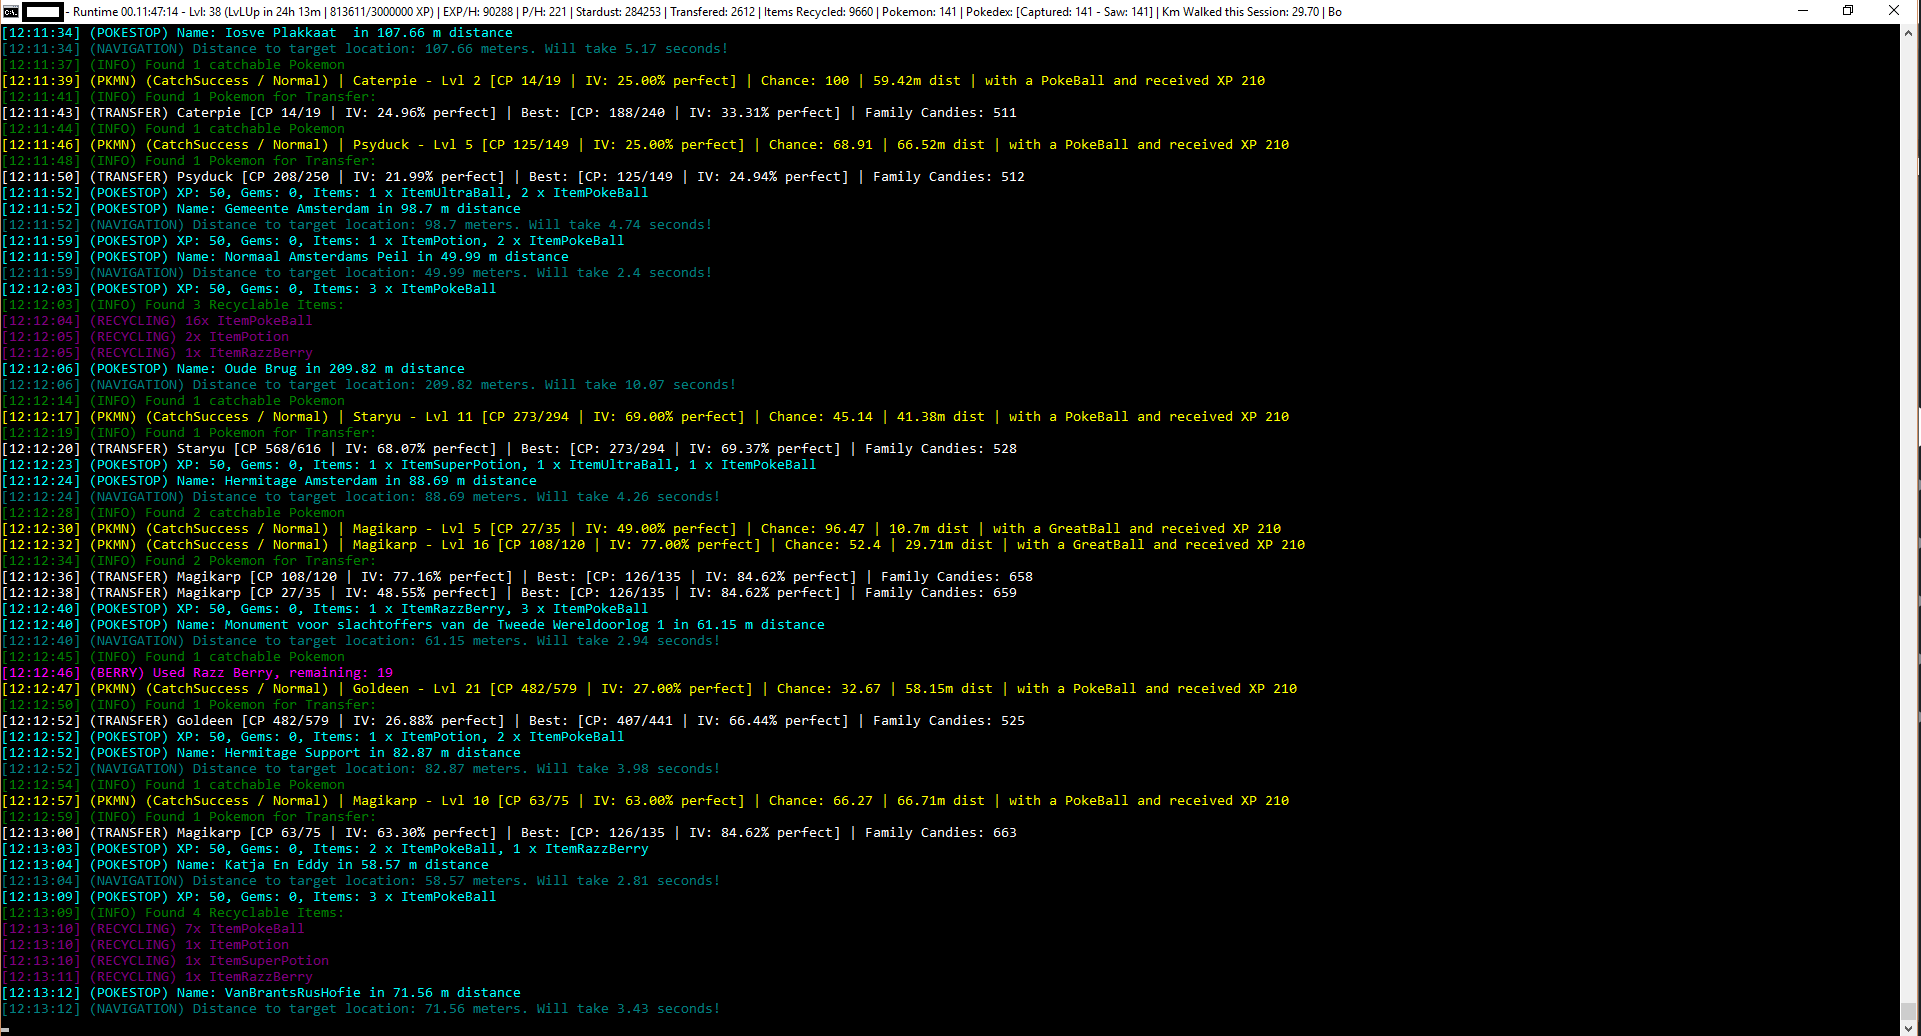 - Runtime 00.11:47:14 - Lvl: 38 (LvLUp in 24h 13m | 813611/3000000 XP) | EXP/H: 90288 | P/H: 221 | Stardust: 284253 | Transfered: 2612 | Items Recycled: 9660 | Pokemon: 141 | Pokedex: [Captured: 141 - Saw: 141] | Km Walked this Session: 29.70 | Bo
[12:11:34] (POKESTOP) Name: Iosve Plakkaat  in 107.66 m distance
[12:11:34] (NAVIGATION) Distance to target location: 107.66 meters. Will take 5.17 seconds!
[12:11:37] (INFO) Found 1 catchable Pokemon
[12:11:39] (PKMN) (CatchSuccess / Normal) | Caterpie - Lvl 2 [CP 14/19 | IV: 25.00% perfect] | Chance: 100 | 59.42m dist | with a PokeBall and received XP 210
[12:11:41] (INFO) Found 1 Pokemon for Transfer:
[12:11:43] (TRANSFER) Caterpie [CP 14/19 | IV: 24.96% perfect] | Best: [CP: 188/240 | IV: 33.31% perfect] | Family Candies: 511
[12:11:44] (INFO) Found 1 catchable Pokemon
[12:11:46] (PKMN) (CatchSuccess / Normal) | Psyduck - Lvl 5 [CP 125/149 | IV: 25.00% perfect] | Chance: 68.91 | 66.52m dist | with a PokeBall and received XP 210
[12:11:48] (INFO) Found 1 Pokemon for Transfer:
[12:11:50] (TRANSFER) Psyduck [CP 208/250 | IV: 21.99% perfect] | Best: [CP: 125/149 | IV: 24.94% perfect] | Family Candies: 512
[12:11:52] (POKESTOP) XP: 50, Gems: 0, Items: 1 x ItemUltraBall, 2 x ItemPokeBall
[12:11:52] (POKESTOP) Name: Gemeente Amsterdam in 98.7 m distance
[12:11:52] (NAVIGATION) Distance to target location: 98.7 meters. Will take 4.74 seconds!
[12:11:59] (POKESTOP) XP: 50, Gems: 0, Items: 1 x ItemPotion, 2 x ItemPokeBall
[12:11:59] (POKESTOP) Name: Normaal Amsterdams Peil in 49.99 m distance
[12:11:59] (NAVIGATION) Distance to target location: 49.99 meters. Will take 2.4 seconds!
[12:12:03] (POKESTOP) XP: 50, Gems: 0, Items: 3 x ItemPokeBall
[12:12:03] (INFO) Found 3 Recyclable Items:
[12:12:04] (RECYCLING) 16x ItemPokeBall
[12:12:05] (RECYCLING) 2x ItemPotion
[12:12:05] (RECYCLING) 1x ItemRazzBerry
[12:12:06] (POKESTOP) Name: Oude Brug in 209.82 m distance
[12:12:06] (NAVIGATION) Distance to target location: 209.82 meters. Will take 10.07 seconds!
[12:12:14] (INFO) Found 1 catchable Pokemon
[12:12:17] (PKMN) (CatchSuccess / Normal) | Staryu - Lvl 11 [CP 273/294 | IV: 69.00% perfect] | Chance: 45.14 | 41.38m dist | with a PokeBall and received XP 210
[12:12:19] (INFO) Found 1 Pokemon for Transfer:
[12:12:20] (TRANSFER) Staryu [CP 568/616 | IV: 68.07% perfect] | Best: [CP: 273/294 | IV: 69.37% perfect] | Family Candies: 528
[12:12:23] (POKESTOP) XP: 50, Gems: 0, Items: 1 x ItemSuperPotion, 1 x ItemUltraBall, 1 x ItemPokeBall
[12:12:24] (POKESTOP) Name: Hermitage Amsterdam in 88.69 m distance
[12:12:24] (NAVIGATION) Distance to target location: 88.69 meters. Will take 4.26 seconds!
[12:12:28] (INFO) Found 2 catchable Pokemon
[12:12:30] (PKMN) (CatchSuccess / Normal) | Magikarp - Lvl 5 [CP 27/35 | IV: 49.00% perfect] | Chance: 96.47 | 10.7m dist | with a GreatBall and received XP 210
[12:12:32] (PKMN) (CatchSuccess / Normal) | Magikarp - Lvl 16 [CP 108/120 | IV: 77.00% perfect] | Chance: 52.4 | 29.71m dist | with a GreatBall and received XP 210
[12:12:34] (INFO) Found 2 Pokemon for Transfer:
[12:12:36] (TRANSFER) Magikarp [CP 108/120 | IV: 77.16% perfect] | Best: [CP: 126/135 | IV: 84.62% perfect] | Family Candies: 658
[12:12:38] (TRANSFER) Magikarp [CP 27/35 | IV: 48.55% perfect] | Best: [CP: 126/135 | IV: 84.62% perfect] | Family Candies: 659
[12:12:40] (POKESTOP) XP: 50, Gems: 0, Items: 1 x ItemRazzBerry, 3 x ItemPokeBall
[12:12:40] (POKESTOP) Name: Monument voor slachtoffers van de Tweede Wereldoorlog 1 in 61.15 m distance
[12:12:40] (NAVIGATION) Distance to target location: 61.15 meters. Will take 2.94 seconds!
[12:12:45] (INFO) Found 1 catchable Pokemon
[12:12:46] (BERRY) Used Razz Berry, remaining: 19
[12:12:47] (PKMN) (CatchSuccess / Normal) | Goldeen - Lvl 21 [CP 482/579 | IV: 27.00% perfect] | Chance: 32.67 | 58.15m dist | with a PokeBall and received XP 210
[12:12:50] (INFO) Found 1 Pokemon for Transfer:
[12:12:52] (TRANSFER) Goldeen [CP 482/579 | IV: 26.88% perfect] | Best: [CP: 407/441 | IV: 66.44% perfect] | Family Candies: 525
[12:12:52] (POKESTOP) XP: 50, Gems: 0, Items: 1 x ItemPotion, 2 x ItemPokeBall
[12:12:52] (POKESTOP) Name: Hermitage Support in 82.87 m distance
[12:12:52] (NAVIGATION) Distance to target location: 82.87 meters. Will take 3.98 seconds!
[12:12:54] (INFO) Found 1 catchable Pokemon
[12:12:57] (PKMN) (CatchSuccess / Normal) | Magikarp - Lvl 10 [CP 63/75 | IV: 63.00% perfect] | Chance: 66.27 | 66.71m dist | with a PokeBall and received XP 210
[12:12:59] (INFO) Found 1 Pokemon for Transfer:
[12:13:00] (TRANSFER) Magikarp [CP 63/75 | IV: 63.30% perfect] | Best: [CP: 126/135 | IV: 84.62% perfect] | Family Candies: 663
[12:13:03] (POKESTOP) XP: 50, Gems: 0, Items: 2 x ItemPokeBall, 1 x ItemRazzBerry
[12:13:04] (POKESTOP) Name: Katja En Eddy in 58.57 m distance
[12:13:04] (NAVIGATION) Distance to target location: 58.57 meters. Will take 2.81 seconds!
[12:13:09] (POKESTOP) XP: 50, Gems: 0, Items: 3 x ItemPokeBall
[12:13:09] (INFO) Found 4 Recyclable Items:
[12:13:10] (RECYCLING) 7x ItemPokeBall
[12:13:10] (RECYCLING) 1x ItemPotion
[12:13:10] (RECYCLING) 1x ItemSuperPotion
[12:13:11] (RECYCLING) 1x ItemRazzBerry
[12:13:12] (POKESTOP) Name: VanBrantsRusHofie in 71.56 m distance
[12:13:12] (NAVIGATION) Distance to target location: 71.56 meters. Will take 3.43 seconds!